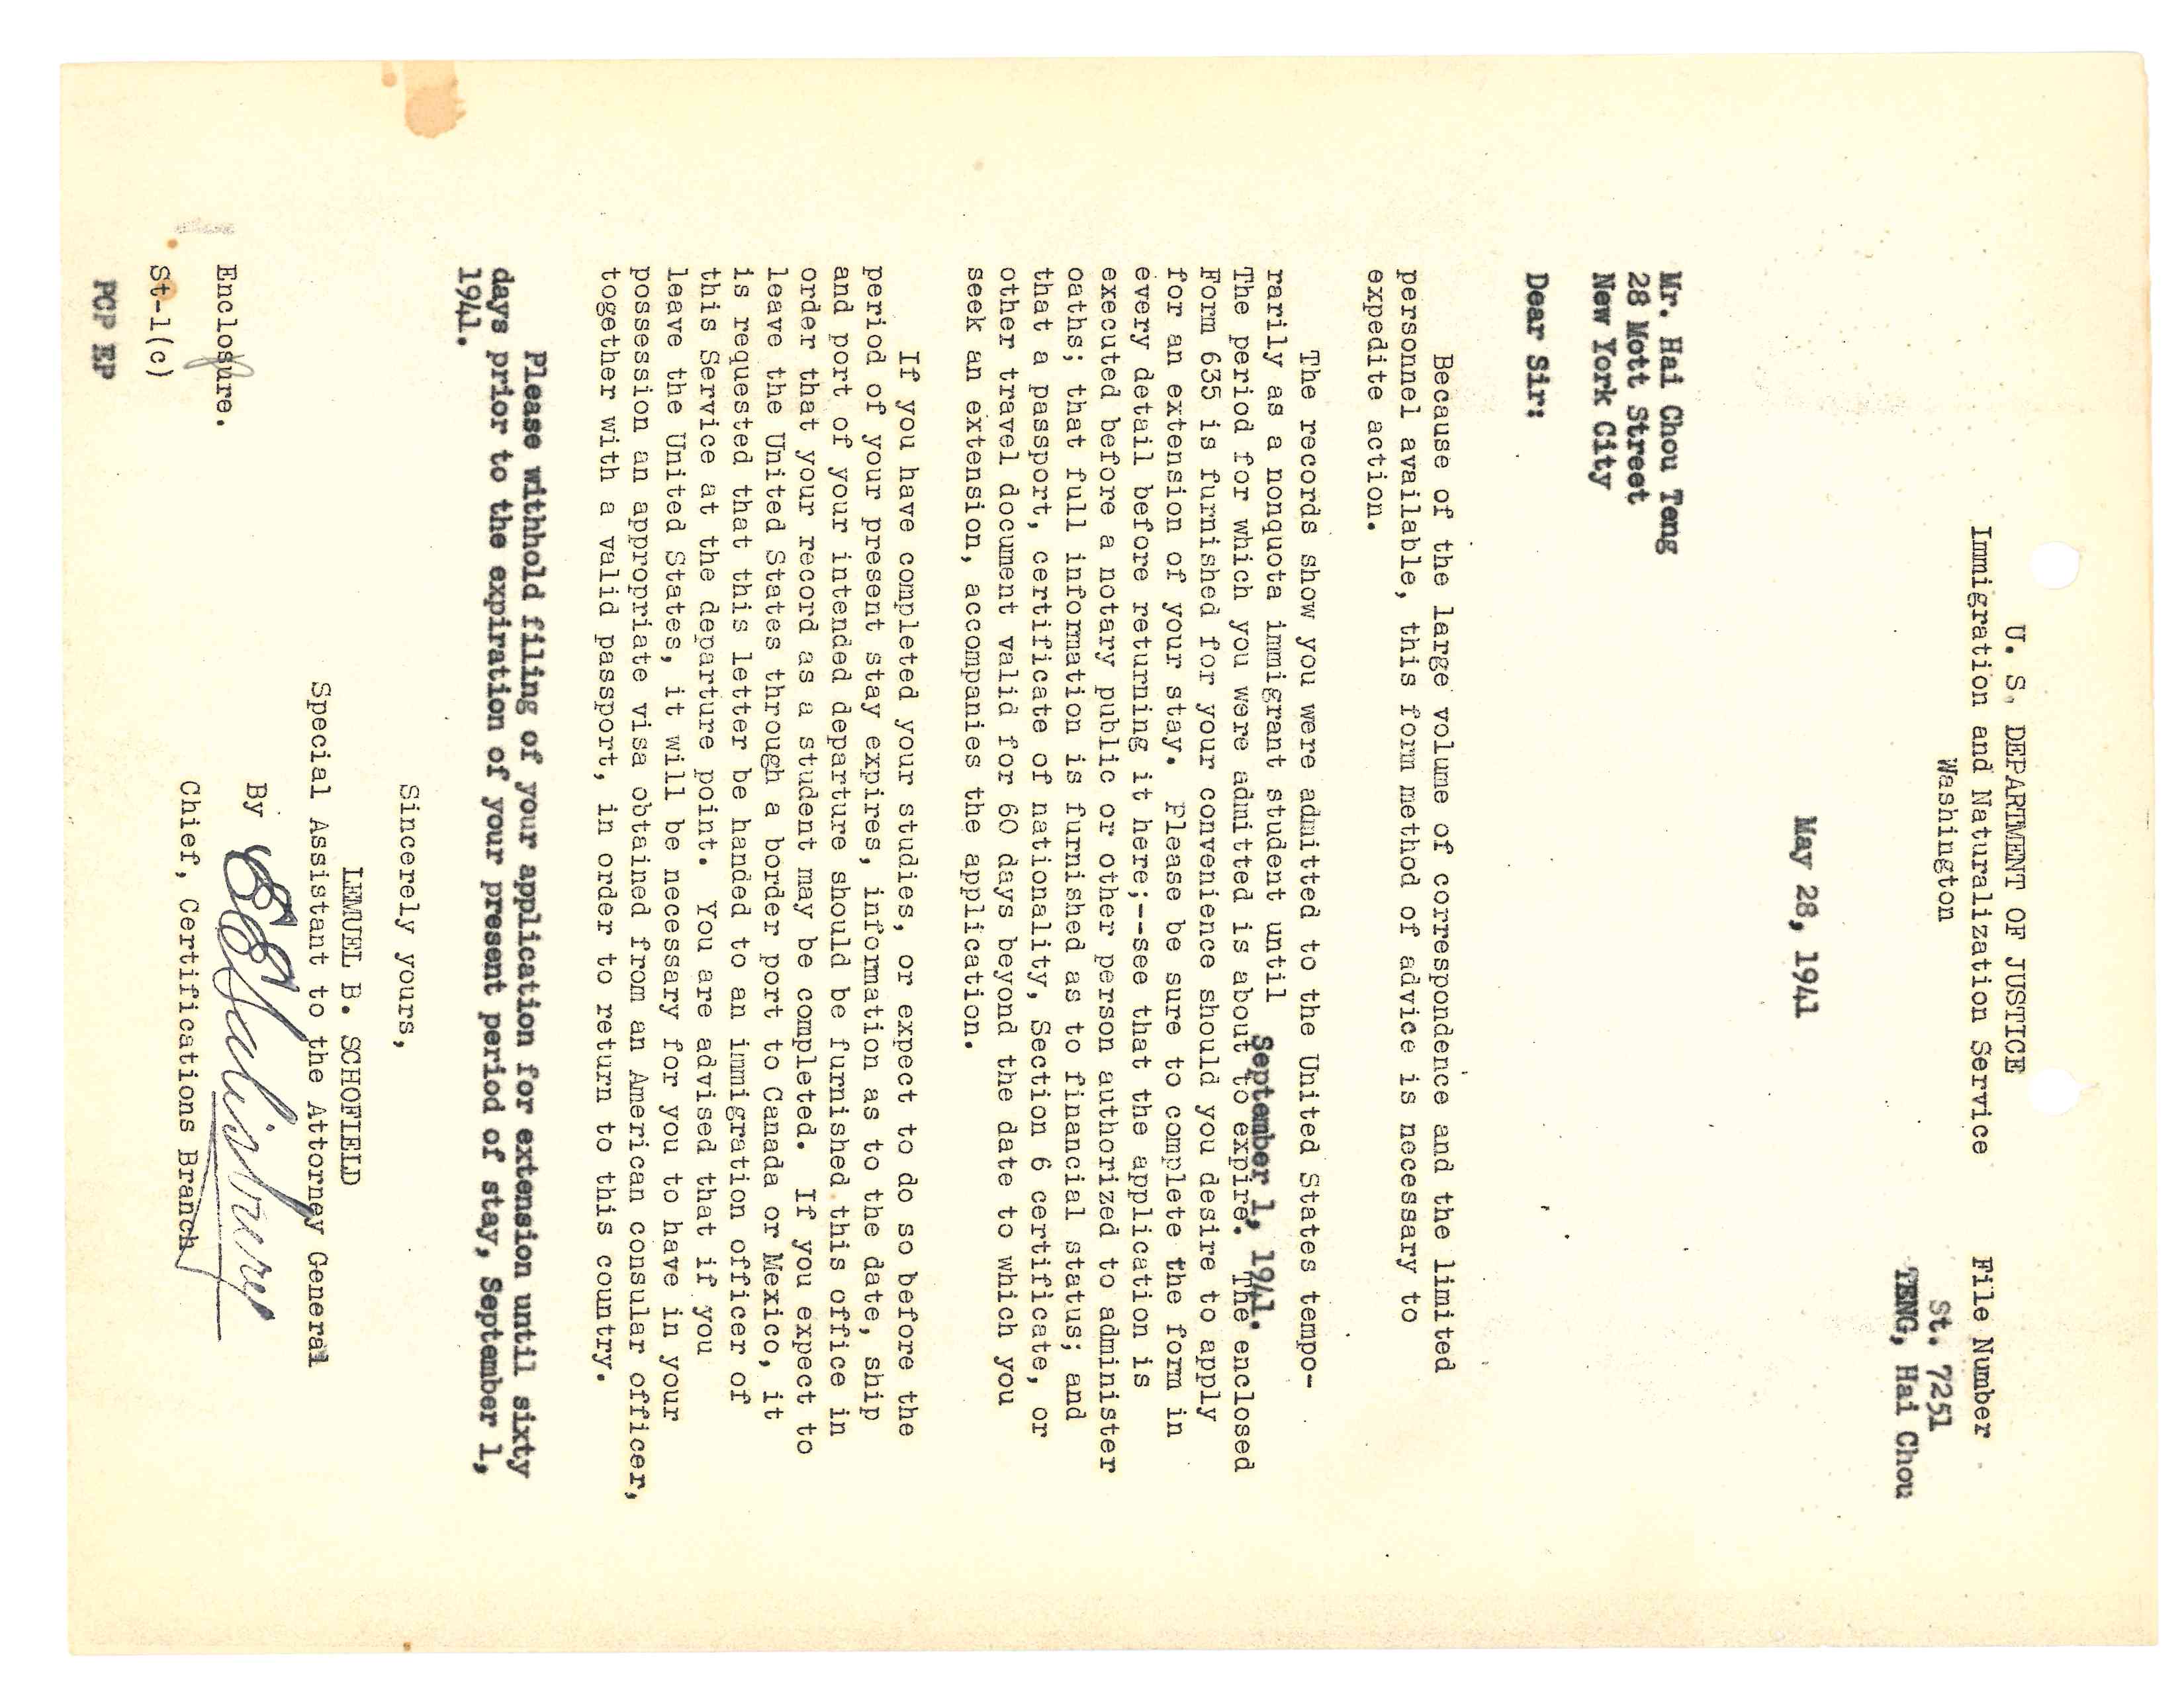 U. S. DEPARTMENT OF JUSTICE
Immigration and Naturalization Service
Washington
File Number
St. 7251
TENG, Hai Chou
May 28, 1941
Mr. Hai Chou Teng
28 Mott Street
New York City
Dear Sir:
Because of the large volume of correspondence and the limited
personnel available, this form method of advice is necessary to
expedite action.
The records show you were admitted to the United States tempo-
rarily as a nonquota immigrant student until September 1, 1941.
The period for which you were admitted is about to expire. The enclosed
Form 635 is furnished for your convenience should you desire to apply
for an extension of your stay. Please be sure to complete the form in
every detail before returning it here;--see that the application is
executed before a notary public or other person authorized to administer
oaths; that full information is furnished as to financial status; and
that a passport, certificate of nationality, Section 6 certificate, or
other travel document valid for 60 days beyond the date to which you
seek an extension, accompanies the application.
If you have completed your studies, or expect to do so before the
period of your present stay expires, information as to the date, ship
and port of your intended departure should be furnished this office in
order that your record as a student may be completed. If you expect to
leave the United States through a border port to Canada or Mexico, it
is requested that this letter be handed to an immigration officer of
this Service at the departure point. You are advised that if you
leave the United States, it will be necessary for you to have in your
possession an appropriate visa obtained from an American consular officer,
together with a valid passport, in order to return to this country.
Please withhold filing of your application for extension until sixty
days prior to the expiration of your present period of stay, September 1,
1941.
Sincerely yours,
LEMUEL B. SCHOFIELD
Special Assistant to the Attorney General
By E E Salisbury
Chief, Certifications Branch
Enclosure.
St-1(c)
PCP EP